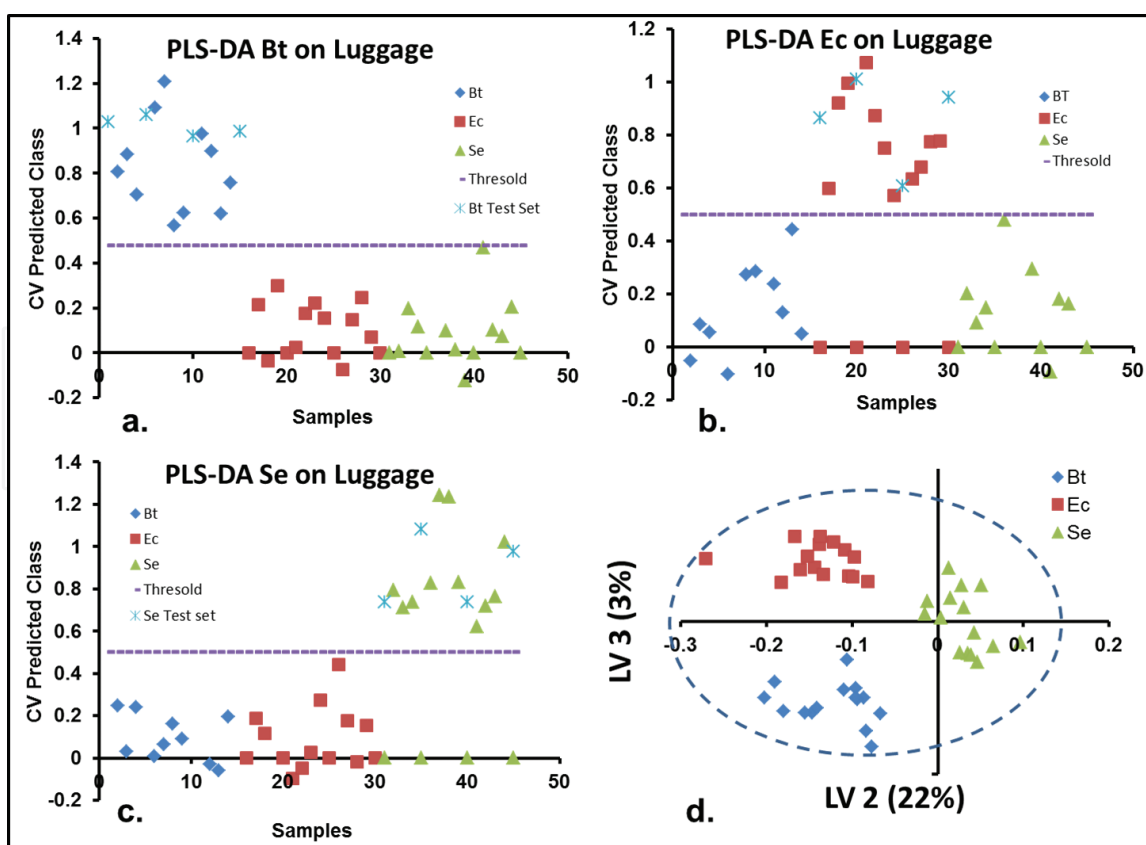 PLS-DA Bt on Luggage
CV Predicted Class
1.4
1.2
1
0.8
0.6
0.4
0.2
0
-0.2
0 10 20 30 40 50
Samples
Bt
Ec
Se
Thresold
Bt Test Set
a.
PLS-DA Ec on Luggage
CV Predicted Class
1.2
1
0.8
0.6
0.4
0.2
0
-0.2
0 10 20 30 40 50
Samples
BT
Ec
Se
Thresold
b.
PLS-DA Se on Luggage
CV Predicted Class
1.4
1.2
1
0.8
0.6
0.4
0.2
0
-0.2
0 10 20 30 40 50
Samples
Bt
Ec
Se
Thresold
Se Test set
c.
Bt
Ec
Se
LV 3 (3%)
-0.3 -0.2 -0.1 0 0.1 0.2
LV 2 (22%)
d.